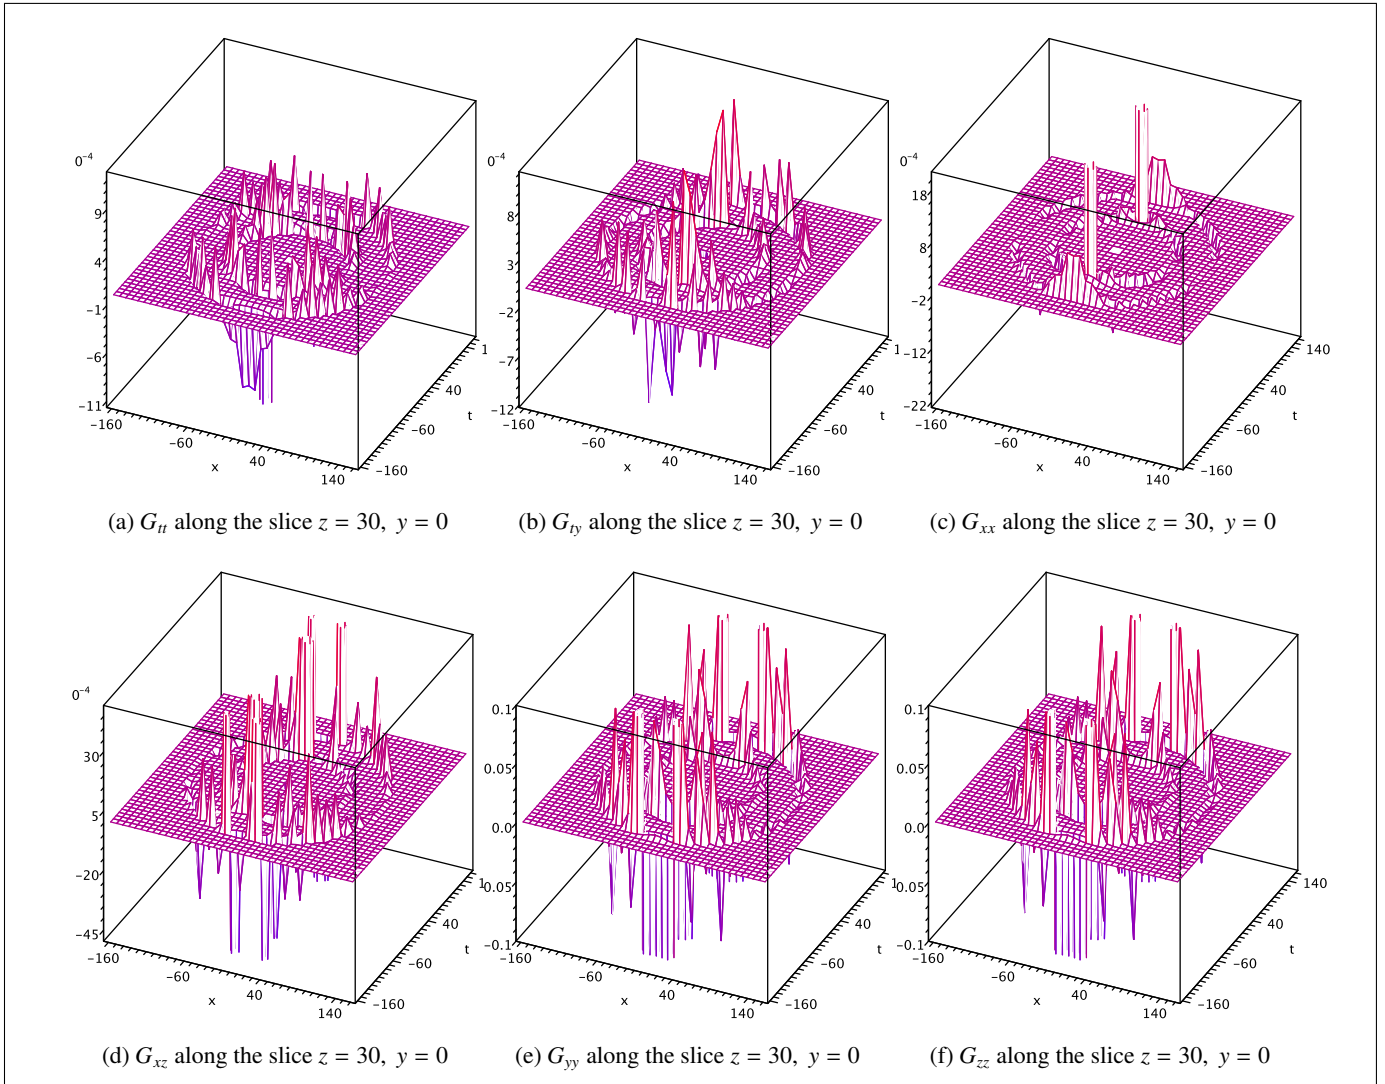 0⁻⁴ 0⁻⁴ 0⁻⁴
9 8 18
4 3 8
−1 −2 −2
−6 −7 −12
−11 −12 −22
−160 −60 40 140 x −160 −60 40 1 t
−160 −60 40 140 x −160 −60 40 1 t
−160 −60 40 140 x −160 −60 40 140 t
(a) G_tt along the slice z = 30, y = 0
(b) G_ty along the slice z = 30, y = 0
(c) G_xx along the slice z = 30, y = 0
0⁻⁴ 0.1 0.1
30 0.05 0.05
5 0.0 0.0
−20 0.05 0.05
−45 −0.1 −0.1
−160 −60 40 140 x −160 −60 40 1 t
−160 −60 40 140 x −160 −60 40 1 t
−160 −60 40 140 x −160 −60 40 140 t
(d) G_xz along the slice z = 30, y = 0
(e) G_yy along the slice z = 30, y = 0
(f) G_zz along the slice z = 30, y = 0